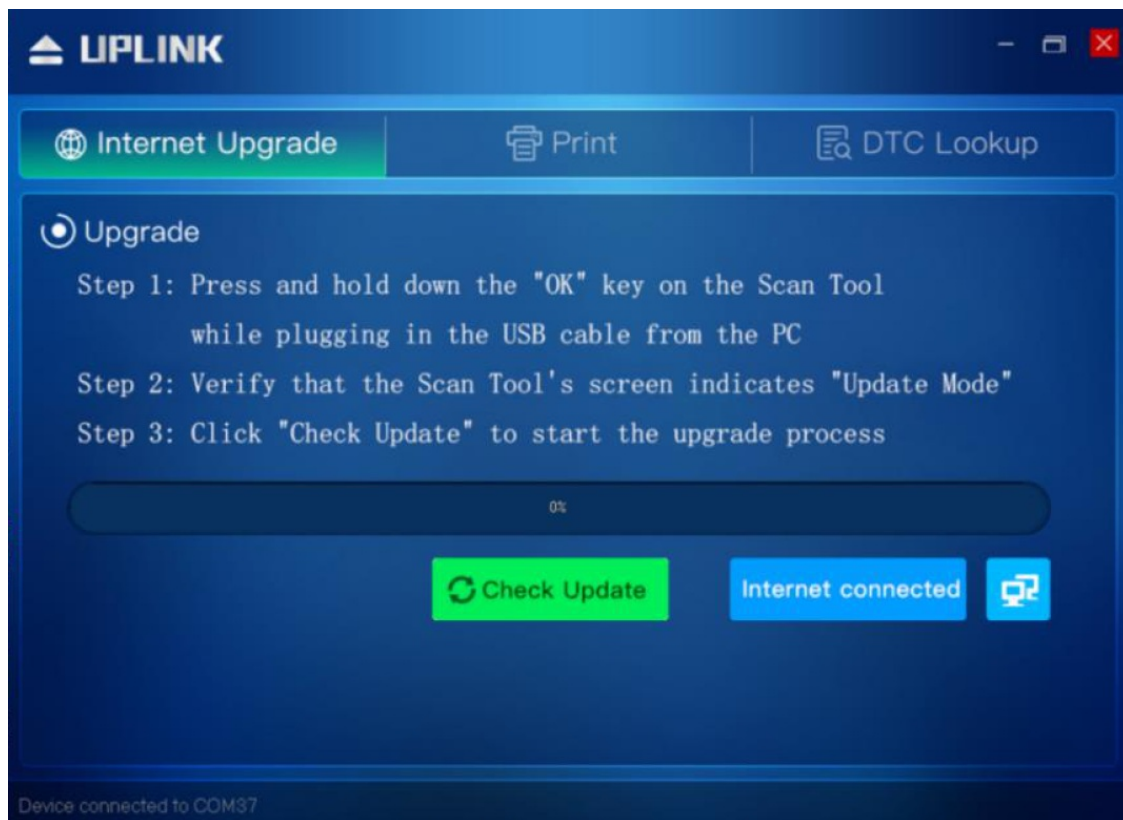 UPLINK
Internet Upgrade
Print
DTC Lookup
Upgrade
Step 1: Press and hold down the "OK" key on the Scan Tool
while plugging in the USB cable from the PC
Step 2: Verify that the Scan Tool's screen indicates "Update Mode"
Step 3: Click "Check Update" to start the upgrade process
0%
Check Update
Internet connected
Device connected to COM37